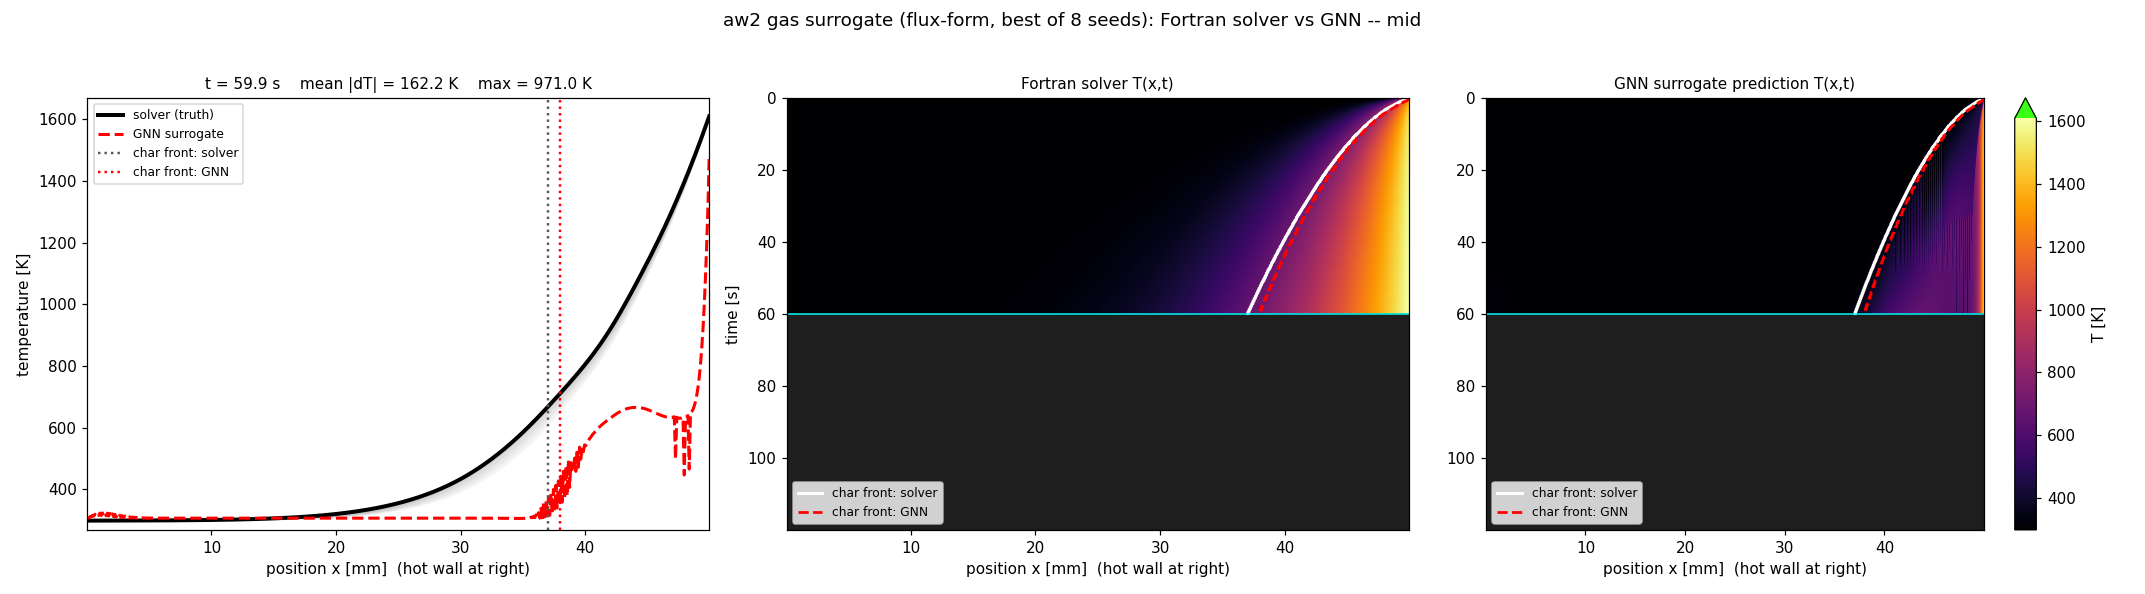 aw2 gas surrogate (flux-form, best of 8 seeds): Fortran solver vs GNN -- mid
t = 59.9 s    mean |dT| = 162.2 K    max = 971.0 K
temperature [K]
1600
1400
1200
1000
800
600
400
solver (truth)
GNN surrogate
char front: solver
char front: GNN
10
20
30
40
position x [mm]  (hot wall at right)
Fortran solver T(x,t)
time [s]
0
20
40
60
80
100
char front: solver
char front: GNN
10
20
30
40
position x [mm]  (hot wall at right)
GNN surrogate prediction T(x,t)
0
20
40
60
80
100
char front: solver
char front: GNN
10
20
30
40
position x [mm]  (hot wall at right)
1600
1400
1200
1000
800
600
400
T [K]